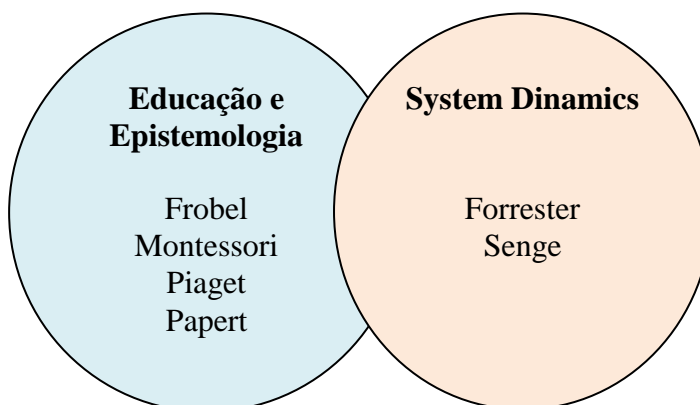 Educação e
Epistemologia
Frobel
Montessori
Piaget
Papert
System Dinamics
Forrester
Senge